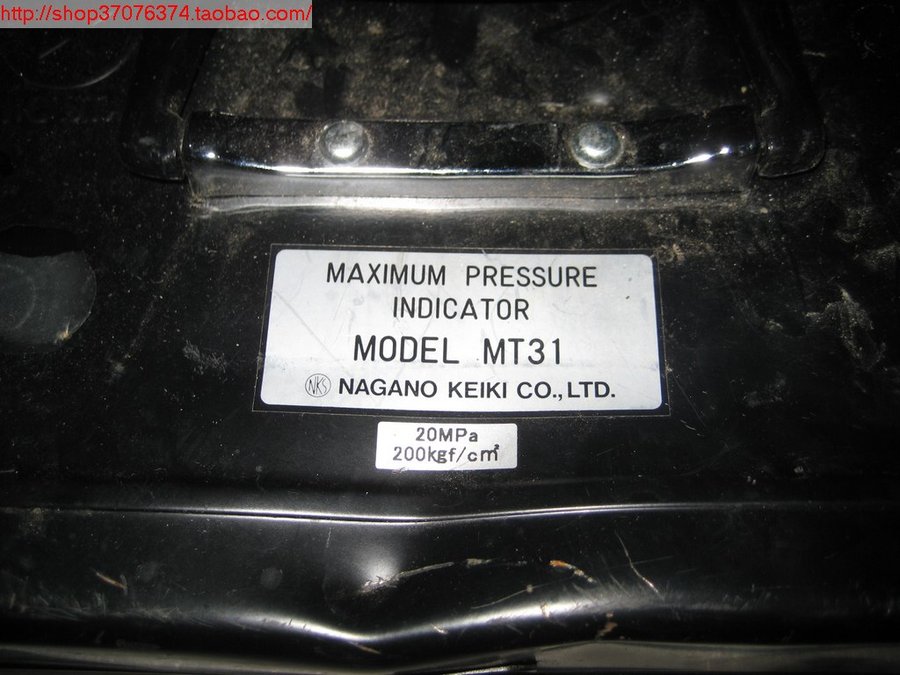 http://shop37076374.taobao.com/
MAXIMUM PRESSURE
INDICATOR
MODEL MT31
NKS NAGANO KEIKI CO.,LTD.
20MPa
200kgf/cm²